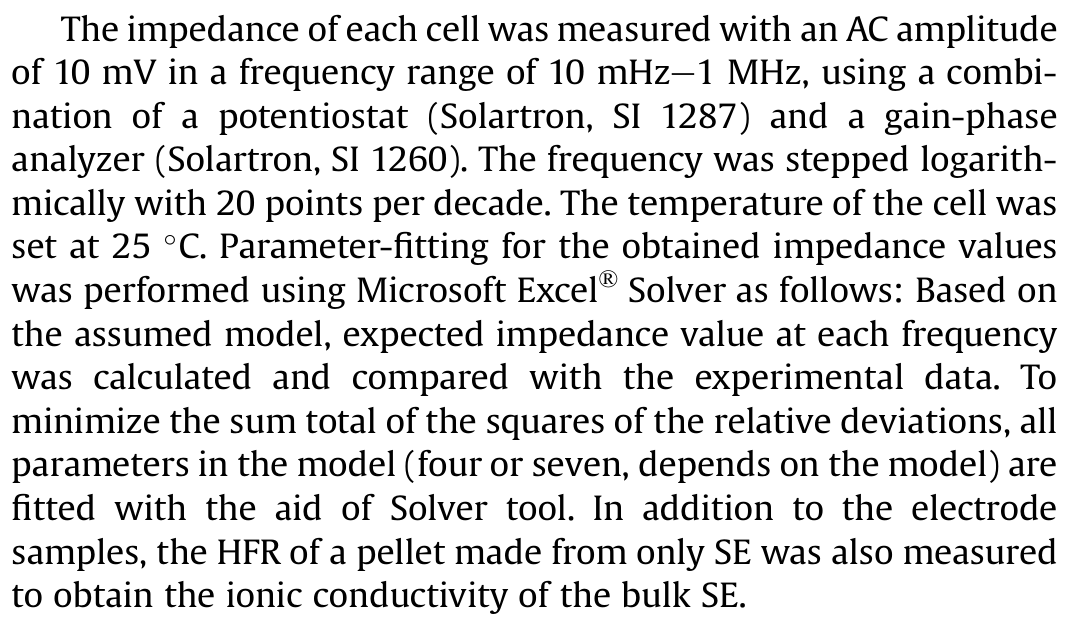 The impedance of each cell was measured with an AC amplitude
of 10 mV in a frequency range of 10 mHz–1 MHz, using a combi-
nation of a potentiostat (Solartron, SI 1287) and a gain-phase
analyzer (Solartron, SI 1260). The frequency was stepped logarith-
mically with 20 points per decade. The temperature of the cell was
set at 25 °C. Parameter-fitting for the obtained impedance values
was performed using Microsoft Excel® Solver as follows: Based on
the assumed model, expected impedance value at each frequency
was calculated and compared with the experimental data. To
minimize the sum total of the squares of the relative deviations, all
parameters in the model (four or seven, depends on the model) are
fitted with the aid of Solver tool. In addition to the electrode
samples, the HFR of a pellet made from only SE was also measured
to obtain the ionic conductivity of the bulk SE.